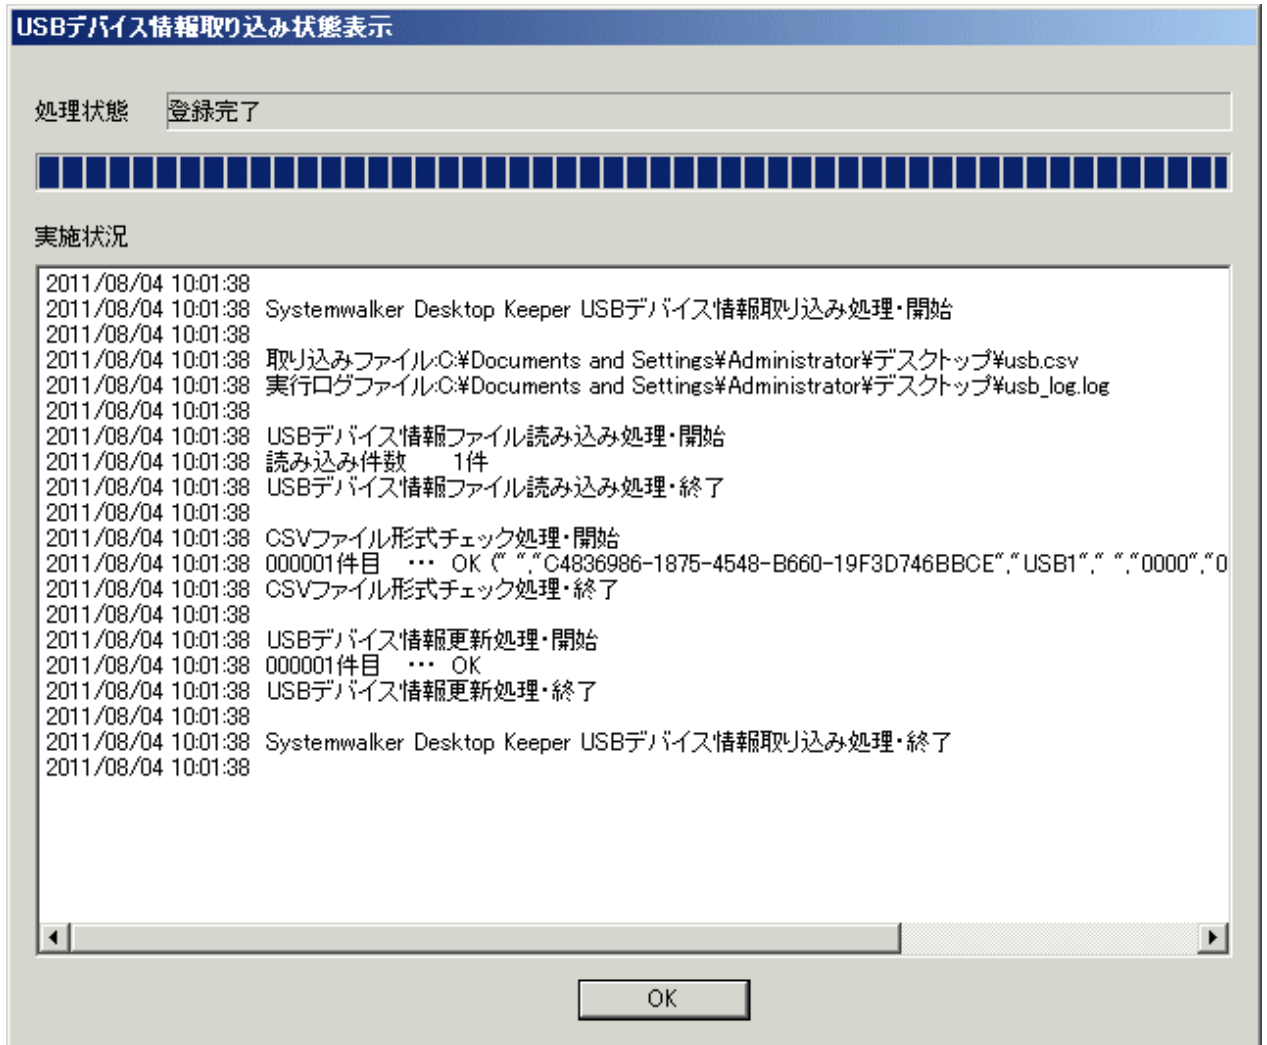 USBデバイス情報取り込み状態表示
処理状態 登録完了
実施状況
2011/08/04 10:01:38
2011/08/04 10:01:38 Systemwalker Desktop Keeper USBデバイス情報取り込み処理・開始
2011/08/04 10:01:38
2011/08/04 10:01:38 取り込みファイル:C:¥Documents and Settings¥Administrator¥デスクトップ¥usb.csv
2011/08/04 10:01:38 実行ログファイル:C:¥Documents and Settings¥Administrator¥デスクトップ¥usb_log.log
2011/08/04 10:01:38
2011/08/04 10:01:38 USBデバイス情報ファイル読み込み処理・開始
2011/08/04 10:01:38 読み込み件数 1件
2011/08/04 10:01:38 USBデバイス情報ファイル読み込み処理・終了
2011/08/04 10:01:38
2011/08/04 10:01:38 CSVファイル形式チェック処理・開始
2011/08/04 10:01:38 000001件目 … OK (" ","C4836986-1875-4548-B660-19F3D746BBCE","USB1"," ","0000","0
2011/08/04 10:01:38 CSVファイル形式チェック処理・終了
2011/08/04 10:01:38
2011/08/04 10:01:38 USBデバイス情報更新処理・開始
2011/08/04 10:01:38 000001件目 … OK
2011/08/04 10:01:38 USBデバイス情報更新処理・終了
2011/08/04 10:01:38
2011/08/04 10:01:38 Systemwalker Desktop Keeper USBデバイス情報取り込み処理・終了
2011/08/04 10:01:38
OK